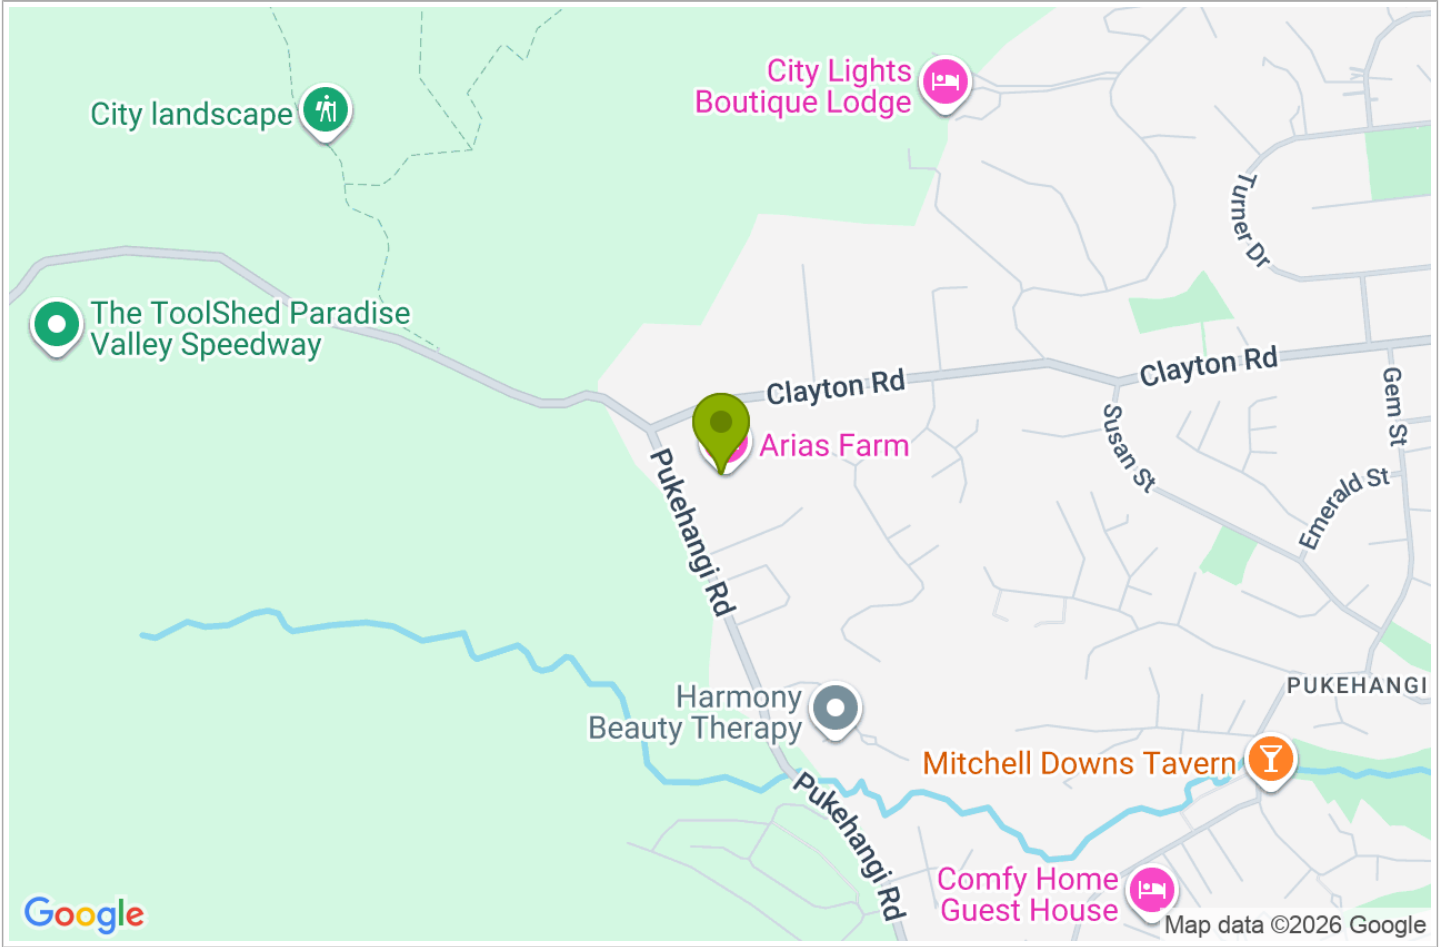 City Lights
Boutique Lodge
City landscape
Turner Dr
The ToolShed Paradise
Valley Speedway
Clayton Rd
Clayton Rd
Gem St
Susan St
Arias Farm
Emerald St
Pukehangi Rd
PUKEHANGI
Harmony
Beauty Therapy
Mitchell Downs Tavern
Pukehangi Rd
Comfy Home
Guest House
Google
Map data ©2026 Google